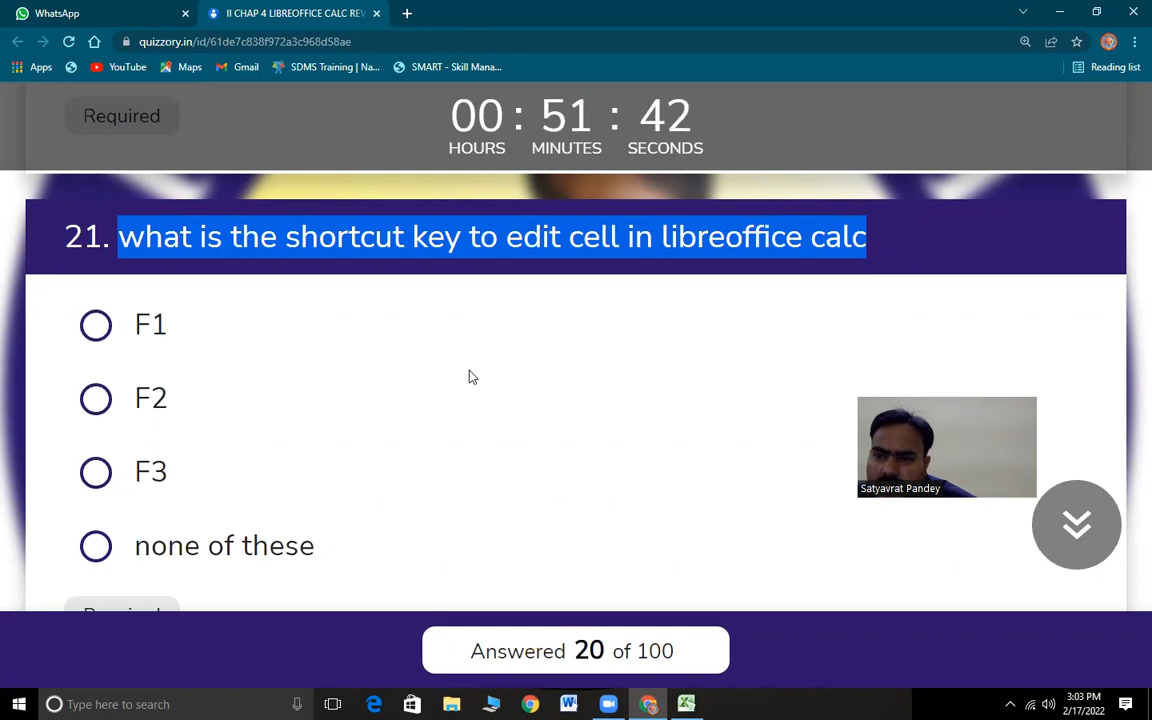 WhatsApp
II CHAP 4 LIBREOFFICE CALC REV
quizzory.in/id/61de7c838f972a3c968d58ae
Apps
YouTube
Maps
Gmail
SDMS Training | Na...
SMART - Skill Mana...
Reading list
Required
00 : 51 : 42
HOURS MINUTES SECONDS
21. what is the shortcut key to edit cell in libreoffice calc
F1
F2
F3
none of these
Satyavrat Pandey
Required
Answered 20 of 100
Type here to search
3:03 PM
2/17/2022